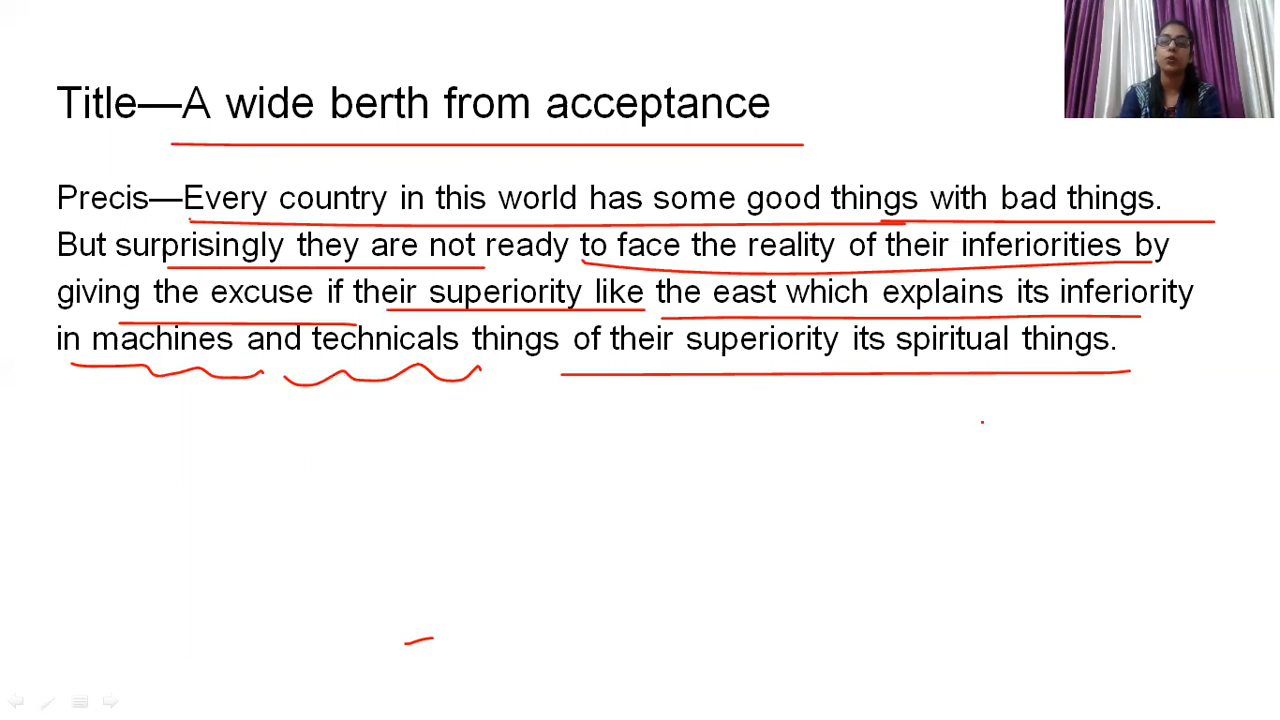 Title—A wide berth from acceptance
Precis—Every country in this world has some good things with bad things.
But surprisingly they are not ready to face the reality of their inferiorities by
giving the excuse if their superiority like the east which explains its inferiority
in machines and technicals things of their superiority its spiritual things.